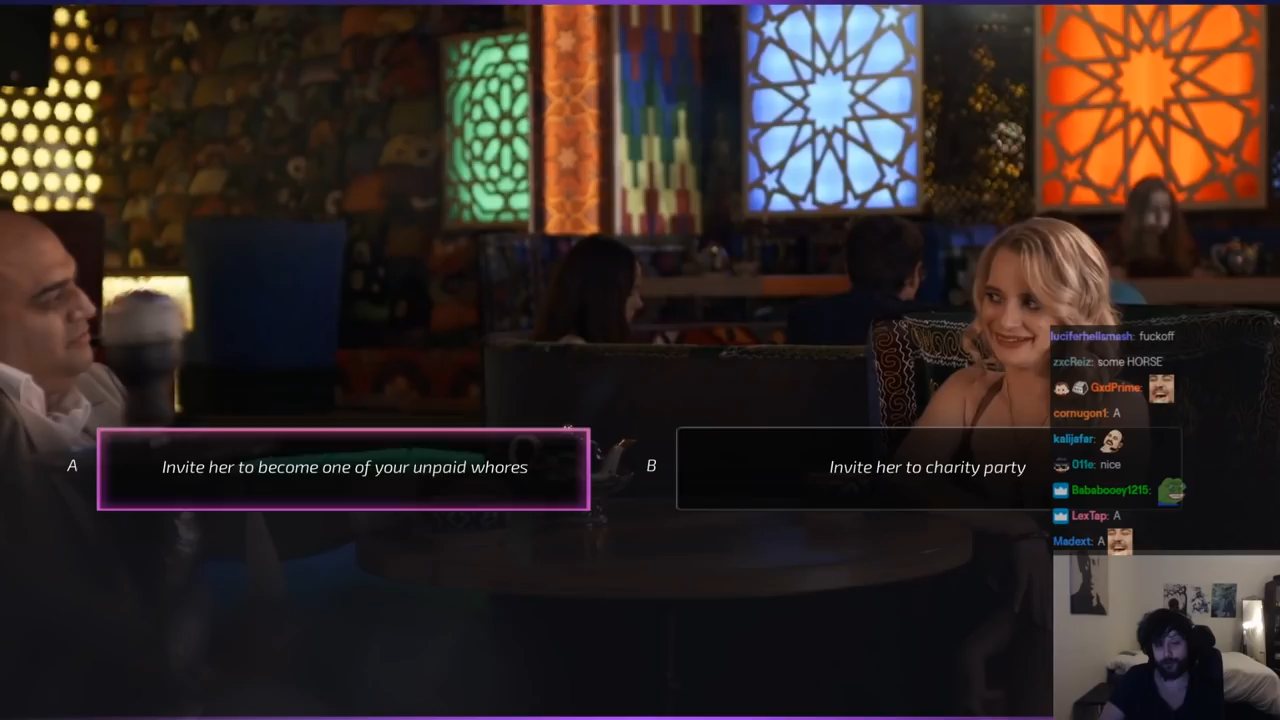 A
Invite her to become one of your unpaid whores
B
Invite her to charity party
luciferhellsmash: fuckoff
zxcReiz: some HORSE
GxdPrime:
cornugon1: A
kalijafar:
011e: nice
Bababooey1215:
LexTap: A
Madext: A